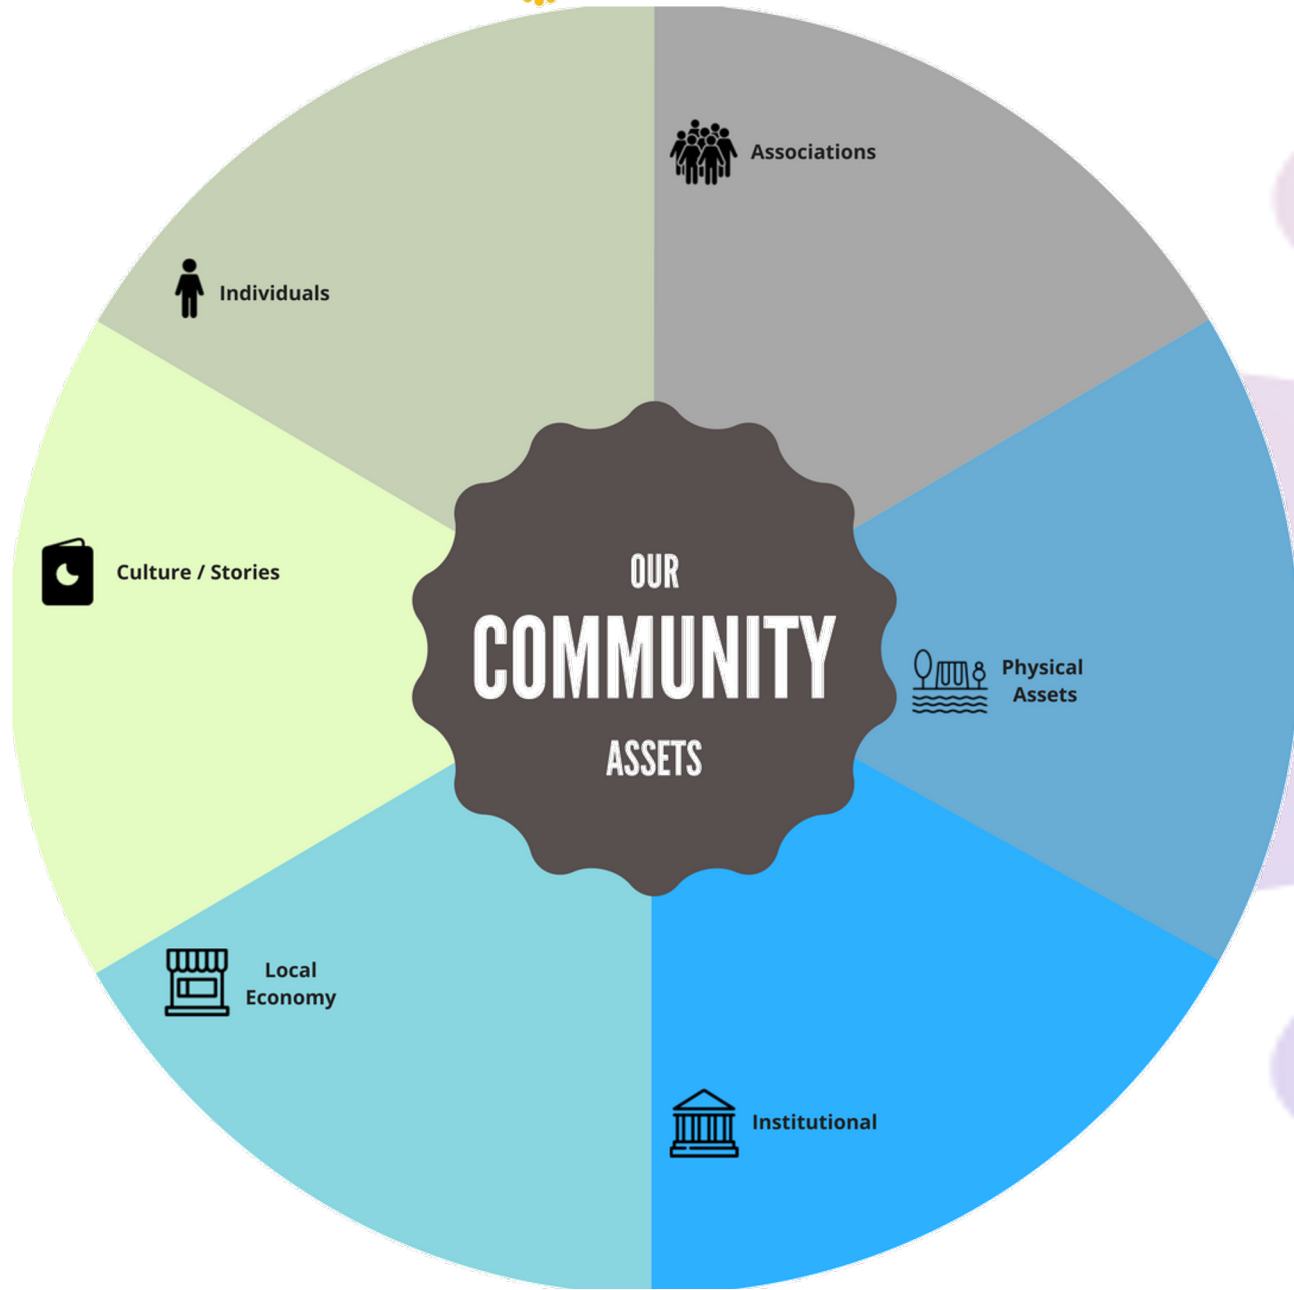 Associations
Individuals
Culture / Stories
OUR
COMMUNITY
ASSETS
Physical
Assets
Local
Economy
Institutional